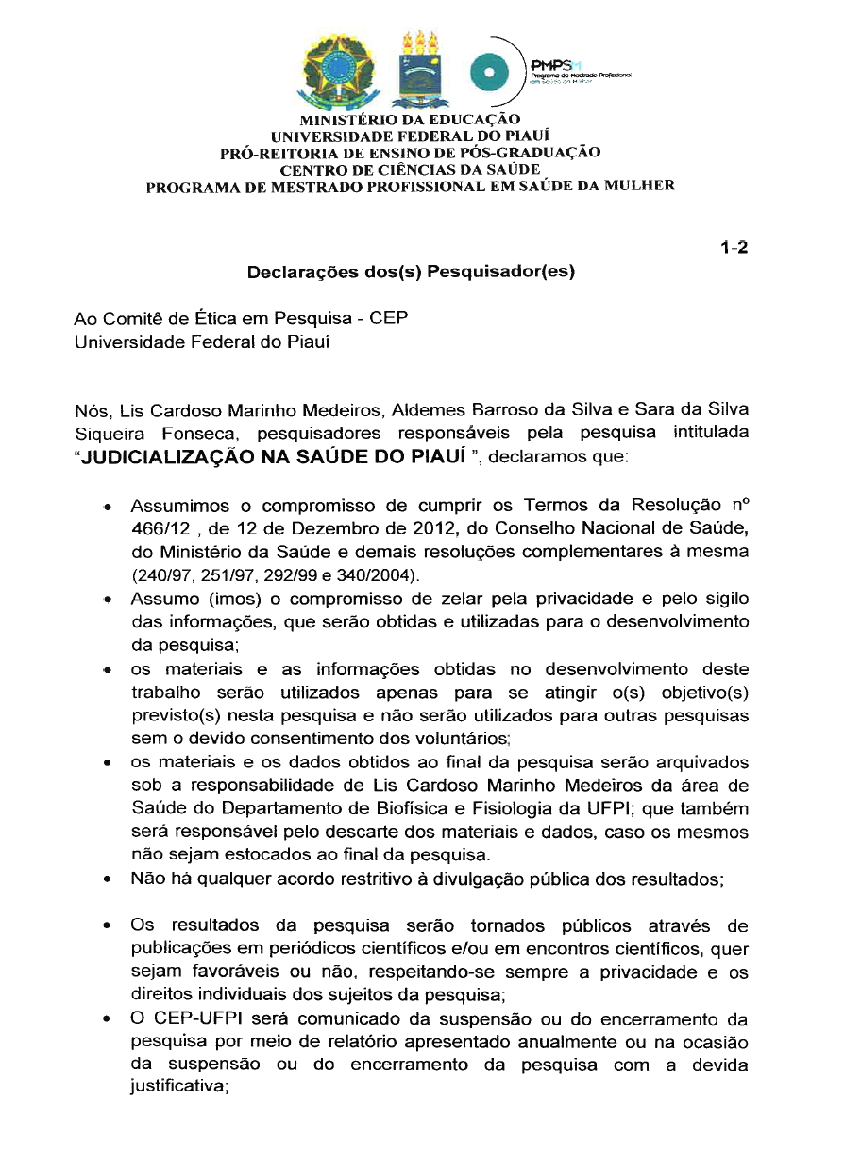 PMPSM
Programa de Mestrado Profissional
em Saúde da Mulher
MINISTÉRIO DA EDUCAÇÃO
UNIVERSIDADE FEDERAL DO PIAUÍ
PRÓ-REITORIA DE ENSINO DE PÓS-GRADUAÇÃO
CENTRO DE CIÊNCIAS DA SAÚDE
PROGRAMA DE MESTRADO PROFISSIONAL EM SAÚDE DA MULHER
1-2
Declarações dos(s) Pesquisador(es)
Ao Comitê de Ética em Pesquisa - CEP
Universidade Federal do Piauí
Nós, Lis Cardoso Marinho Medeiros, Aldemes Barroso da Silva e Sara da Silva
Siqueira Fonseca, pesquisadores responsáveis pela pesquisa intitulada
“JUDICIALIZAÇÃO NA SAÚDE DO PIAUÍ ”, declaramos que:
• Assumimos o compromisso de cumprir os Termos da Resolução nº
466/12 , de 12 de Dezembro de 2012, do Conselho Nacional de Saúde,
do Ministério da Saúde e demais resoluções complementares à mesma
(240/97, 251/97, 292/99 e 340/2004).
• Assumo (imos) o compromisso de zelar pela privacidade e pelo sigilo
das informações, que serão obtidas e utilizadas para o desenvolvimento
da pesquisa;
• os materiais e as informações obtidas no desenvolvimento deste
trabalho serão utilizados apenas para se atingir o(s) objetivo(s)
previsto(s) nesta pesquisa e não serão utilizados para outras pesquisas
sem o devido consentimento dos voluntários;
• os materiais e os dados obtidos ao final da pesquisa serão arquivados
sob a responsabilidade de Lis Cardoso Marinho Medeiros da área de
Saúde do Departamento de Biofísica e Fisiologia da UFPI; que também
será responsável pelo descarte dos materiais e dados, caso os mesmos
não sejam estocados ao final da pesquisa.
• Não há qualquer acordo restritivo à divulgação pública dos resultados;
• Os resultados da pesquisa serão tornados públicos através de
publicações em periódicos científicos e/ou em encontros científicos, quer
sejam favoráveis ou não, respeitando-se sempre a privacidade e os
direitos individuais dos sujeitos da pesquisa;
• O CEP-UFPI será comunicado da suspensão ou do encerramento da
pesquisa por meio de relatório apresentado anualmente ou na ocasião
da suspensão ou do encerramento da pesquisa com a devida
justificativa;